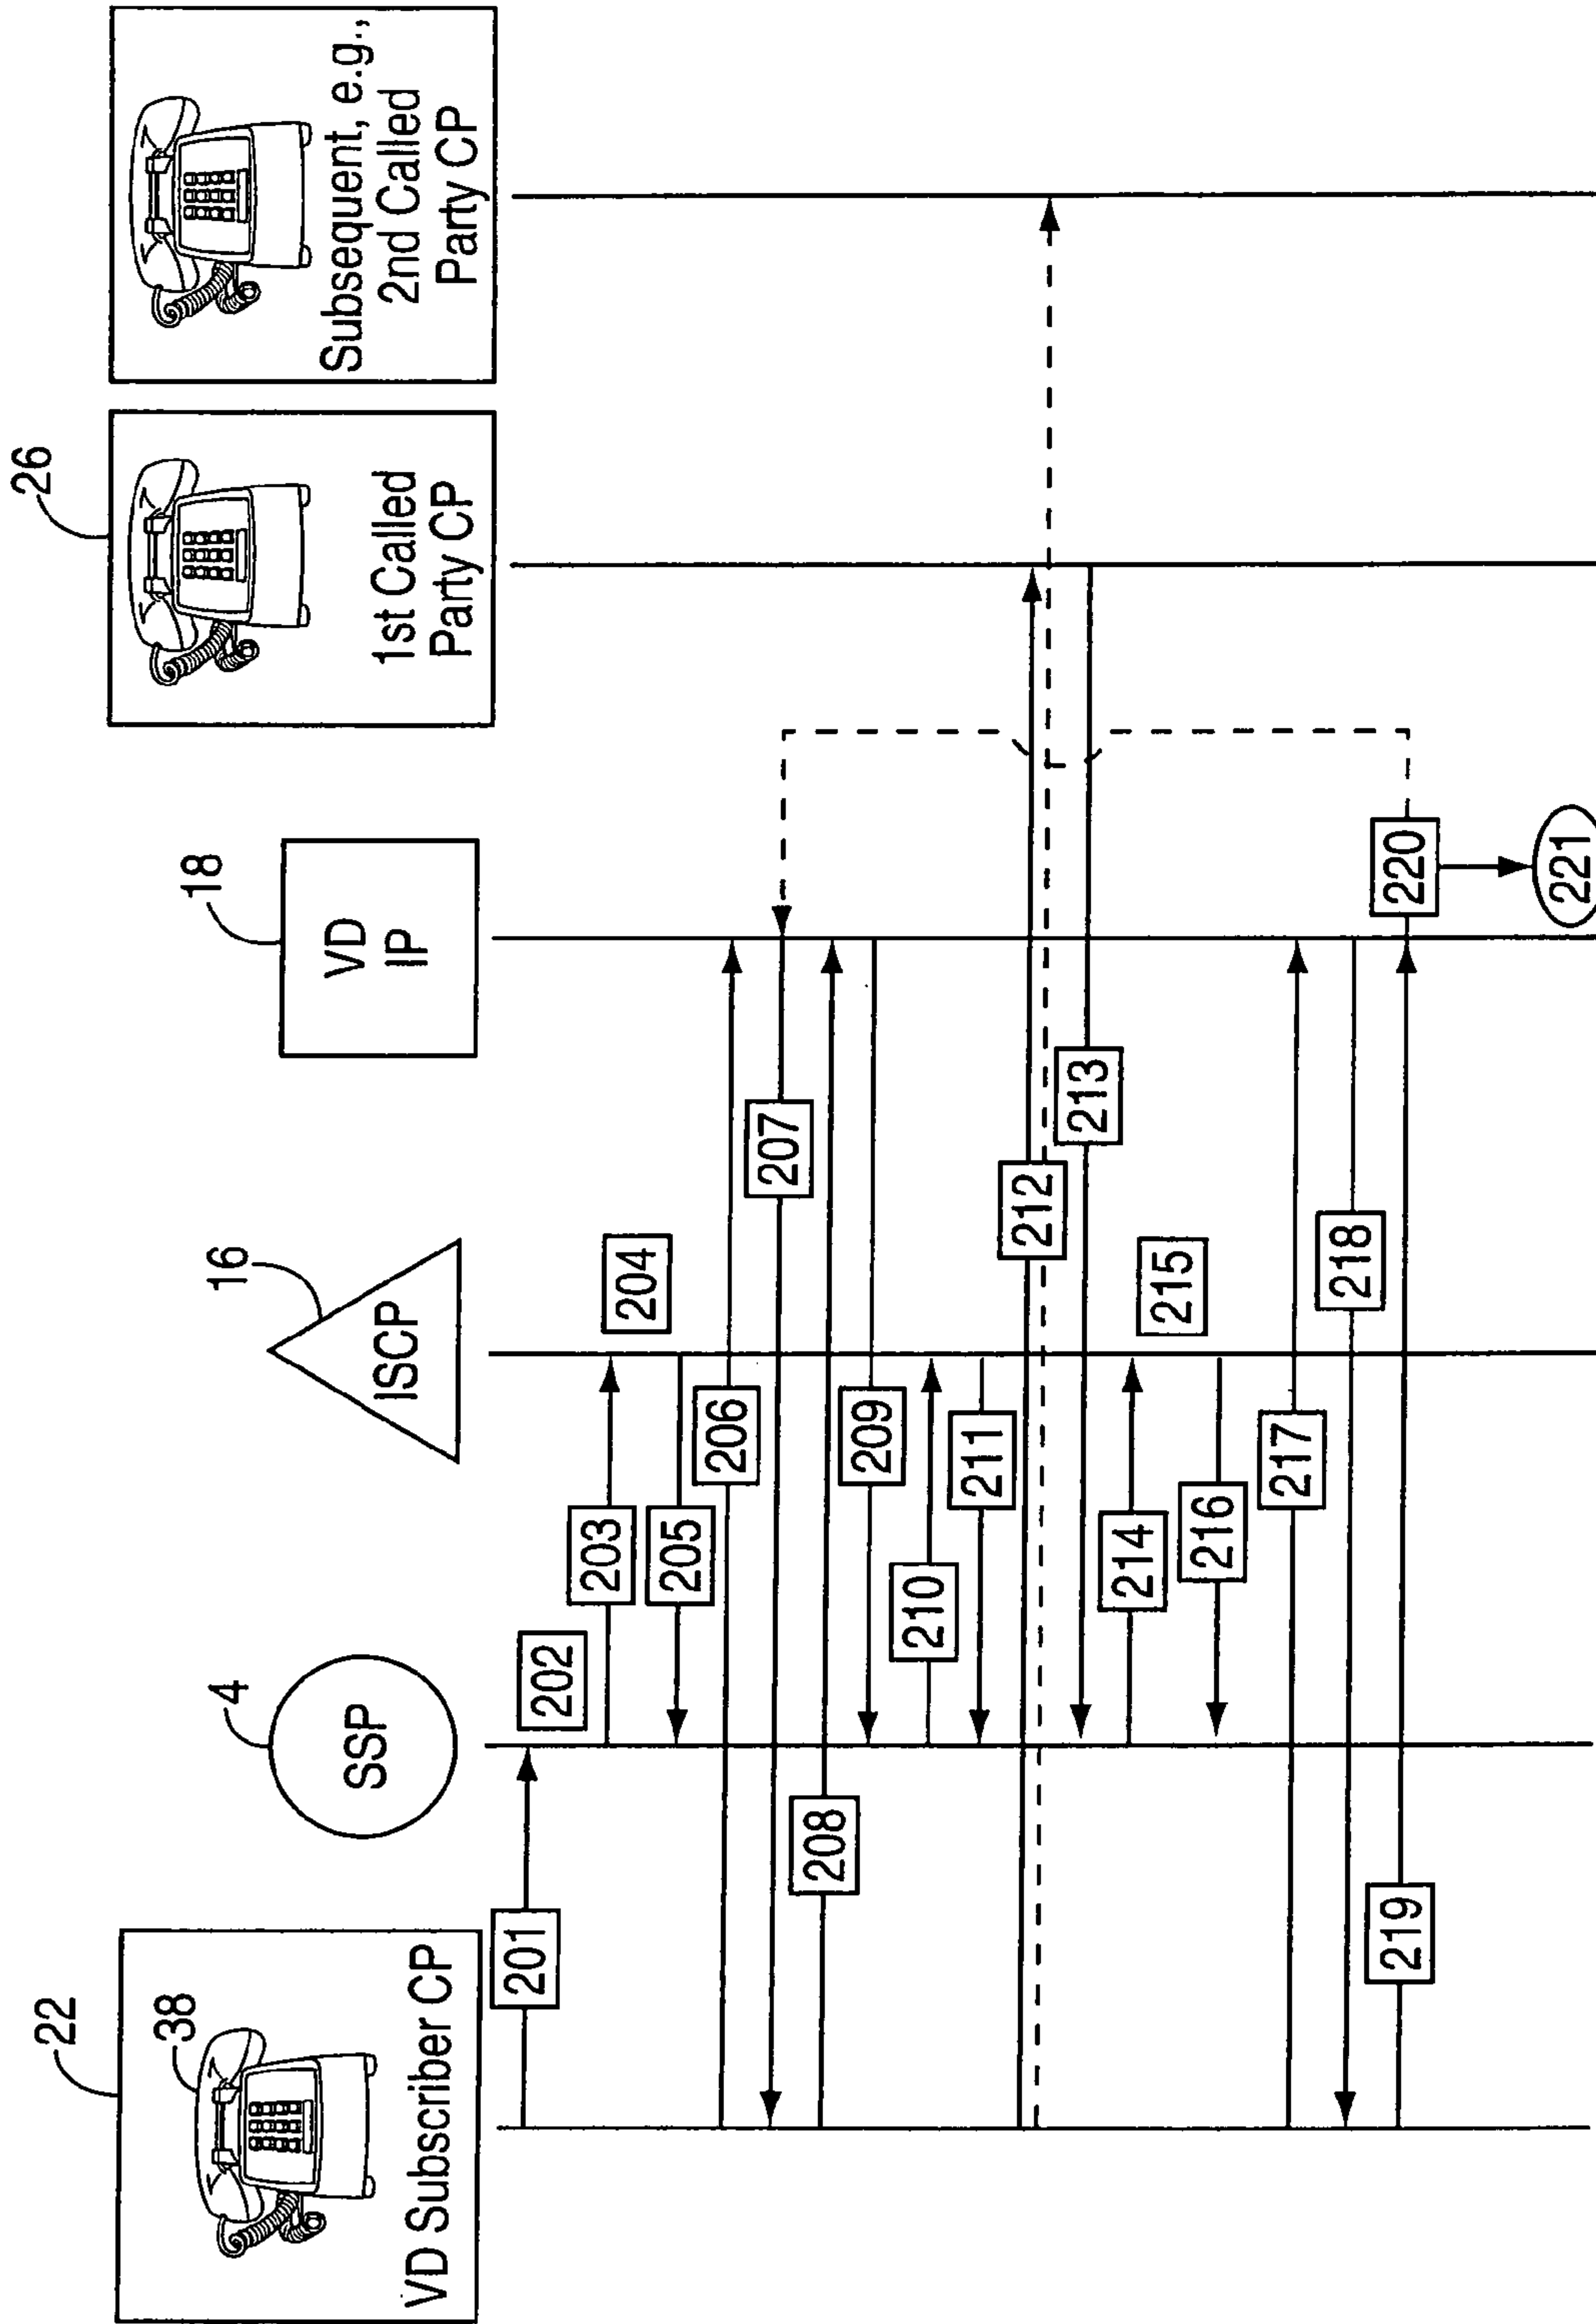 22
38
VD Subscriber CP
4
SSP
16
ISCP
18
VD
IP
26
1st Called
Party CP
Subsequent, e.g.,
2nd Called
Party CP
201
202
203
204
205
206
207
208
209
210
211
212
213
214
215
216
217
218
219
220
221